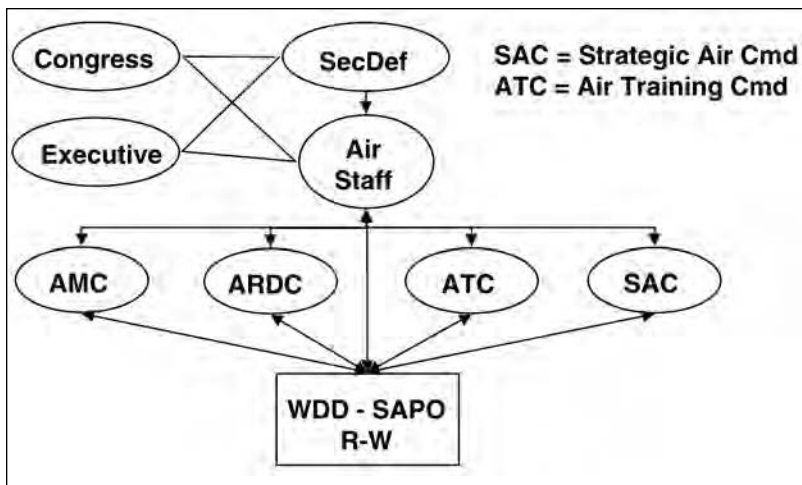 Congress
SecDef
SAC = Strategic Air Cmd
ATC = Air Training Cmd
Executive
Air
Staff
AMC
ARDC
ATC
SAC
WDD - SAPO
R-W